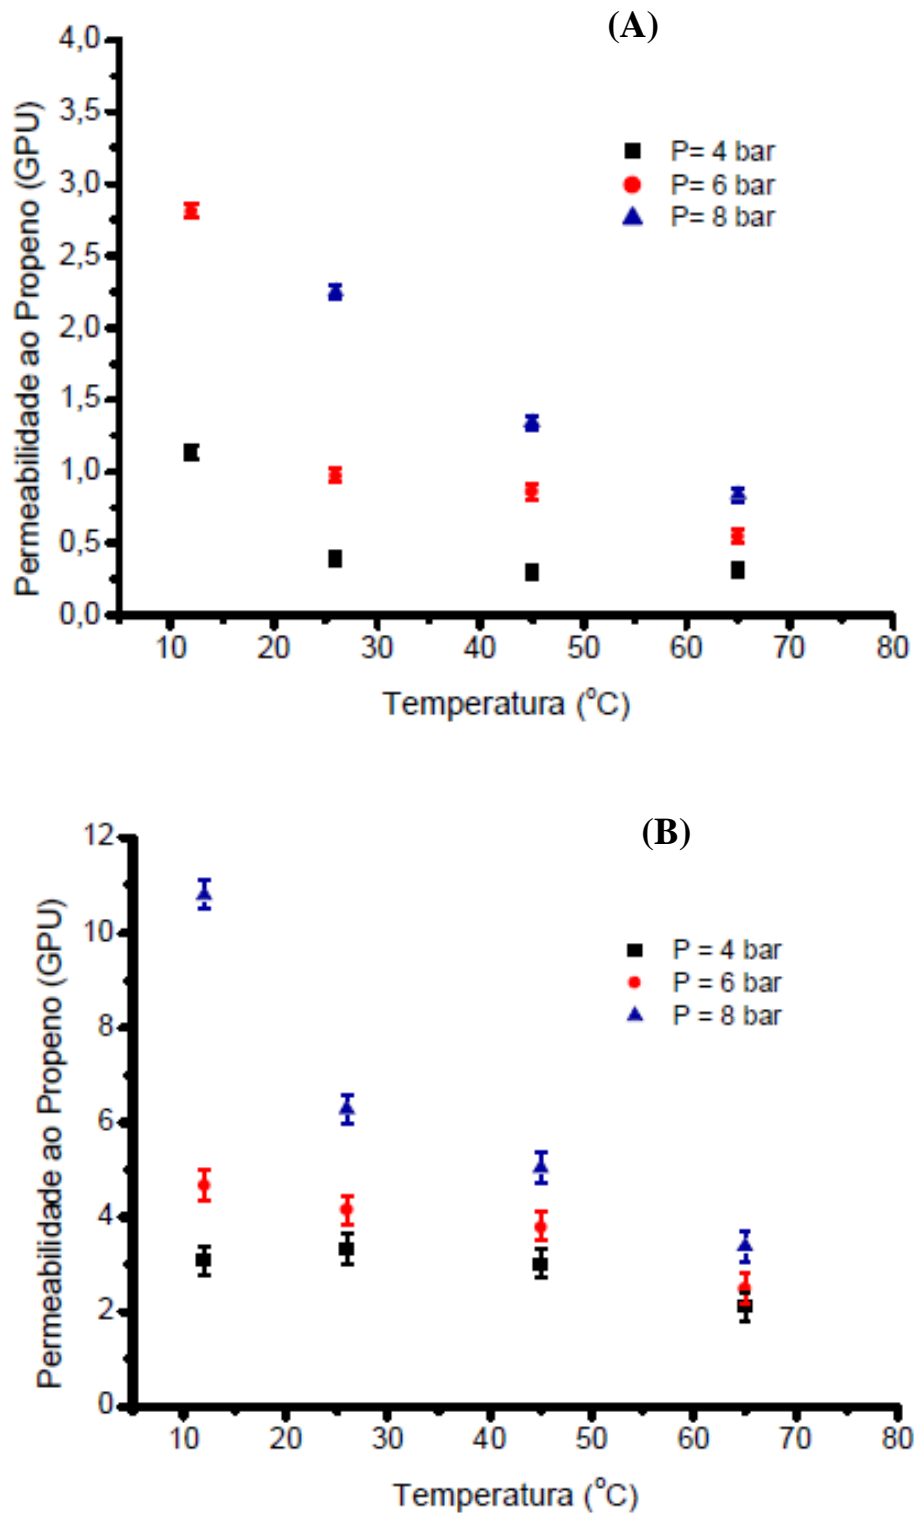 (A)
4,0
3,5
3,0
2,5
2,0
1,5
1,0
0,5
0,0
Permeabilidade ao Propeno (GPU)
P= 4 bar
P= 6 bar
P= 8 bar
10 20 30 40 50 60 70 80
Temperatura (°C)
(B)
12
10
8
6
4
2
0
Permeabilidade ao Propeno (GPU)
P = 4 bar
P = 6 bar
P = 8 bar
10 20 30 40 50 60 70 80
Temperatura (°C)